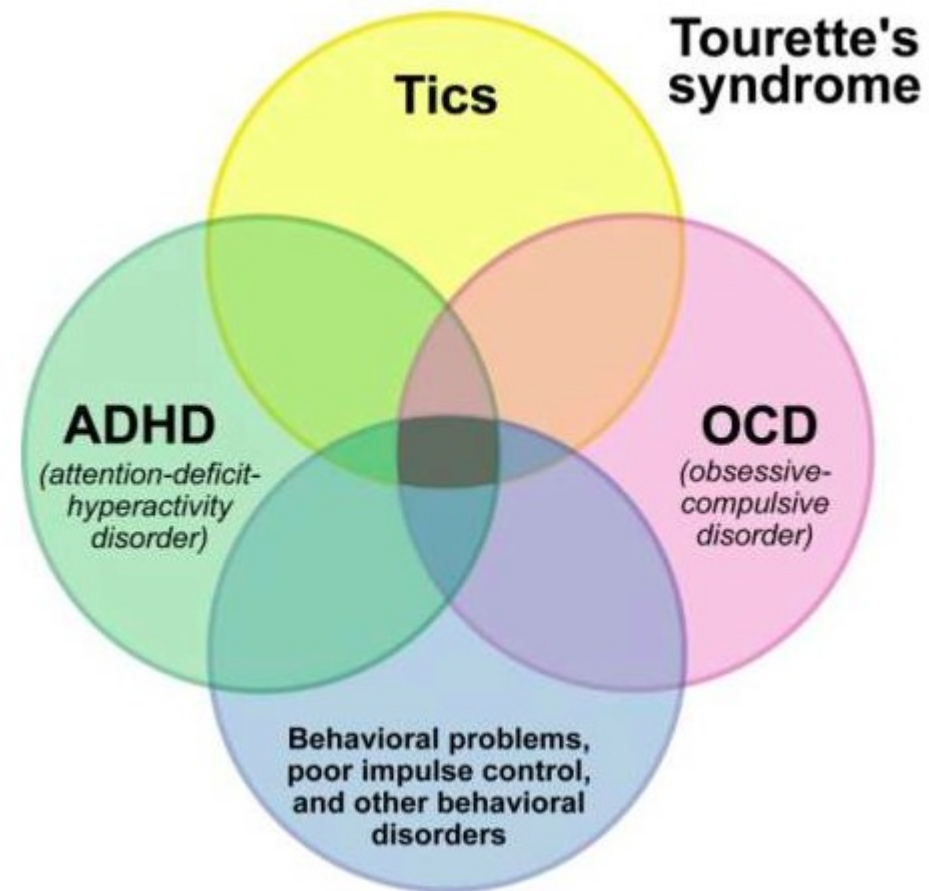 Tourette's
syndrome
Tics
ADHD
(attention-deficit-
hyperactivity
disorder)
OCD
(obsessive-
compulsive
disorder)
Behavioral problems,
poor impulse control,
and other behavioral
disorders